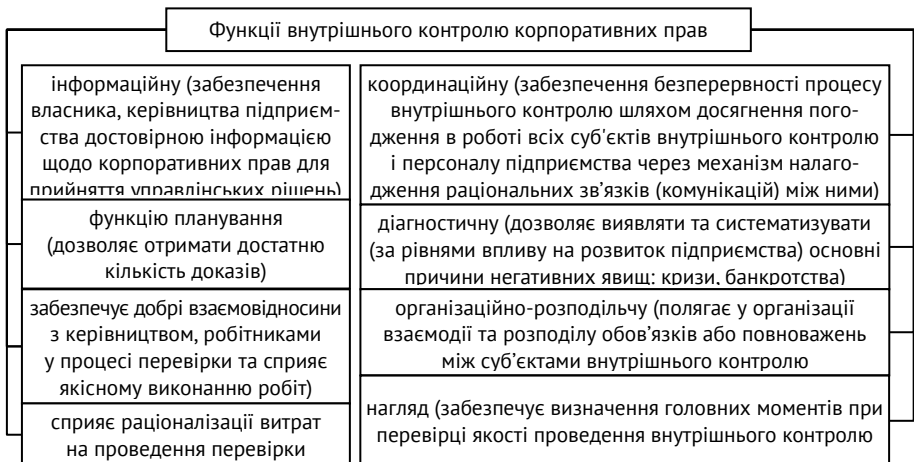 Функції внутрішнього контролю корпоративних прав
інформаційну (забезпечення
власника, керівництва підприєм-
ства достовірною інформацією
щодо корпоративних прав для
прийняття управлінських рішень)
функцію планування
(дозволяє отримати достатню
кількість доказів)
забезпечує добрі взаємовідносини
з керівництвом, робітниками
у процесі перевірки та сприяє
якісному виконанню робіт)
сприяє раціоналізації витрат
на проведення перевірки
координаційну (забезпечення безперервності процесу
внутрішнього контролю шляхом досягнення пого-
дження в роботі всіх суб'єктів внутрішнього контролю
і персоналу підприємства через механізм налаго-
дження раціональних зв’язків (комунікацій) між ними)
діагностичну (дозволяє виявляти та систематизувати
(за рівнями впливу на розвиток підприємства) основні
причини негативних явищ: кризи, банкротства)
організаційно-розподільчу (полягає у організації
взаємодії та розподілу обов’язків або повноважень
між суб’єктами внутрішнього контролю
нагляд (забезпечує визначення головних моментів при
перевірці якості проведення внутрішнього контролю